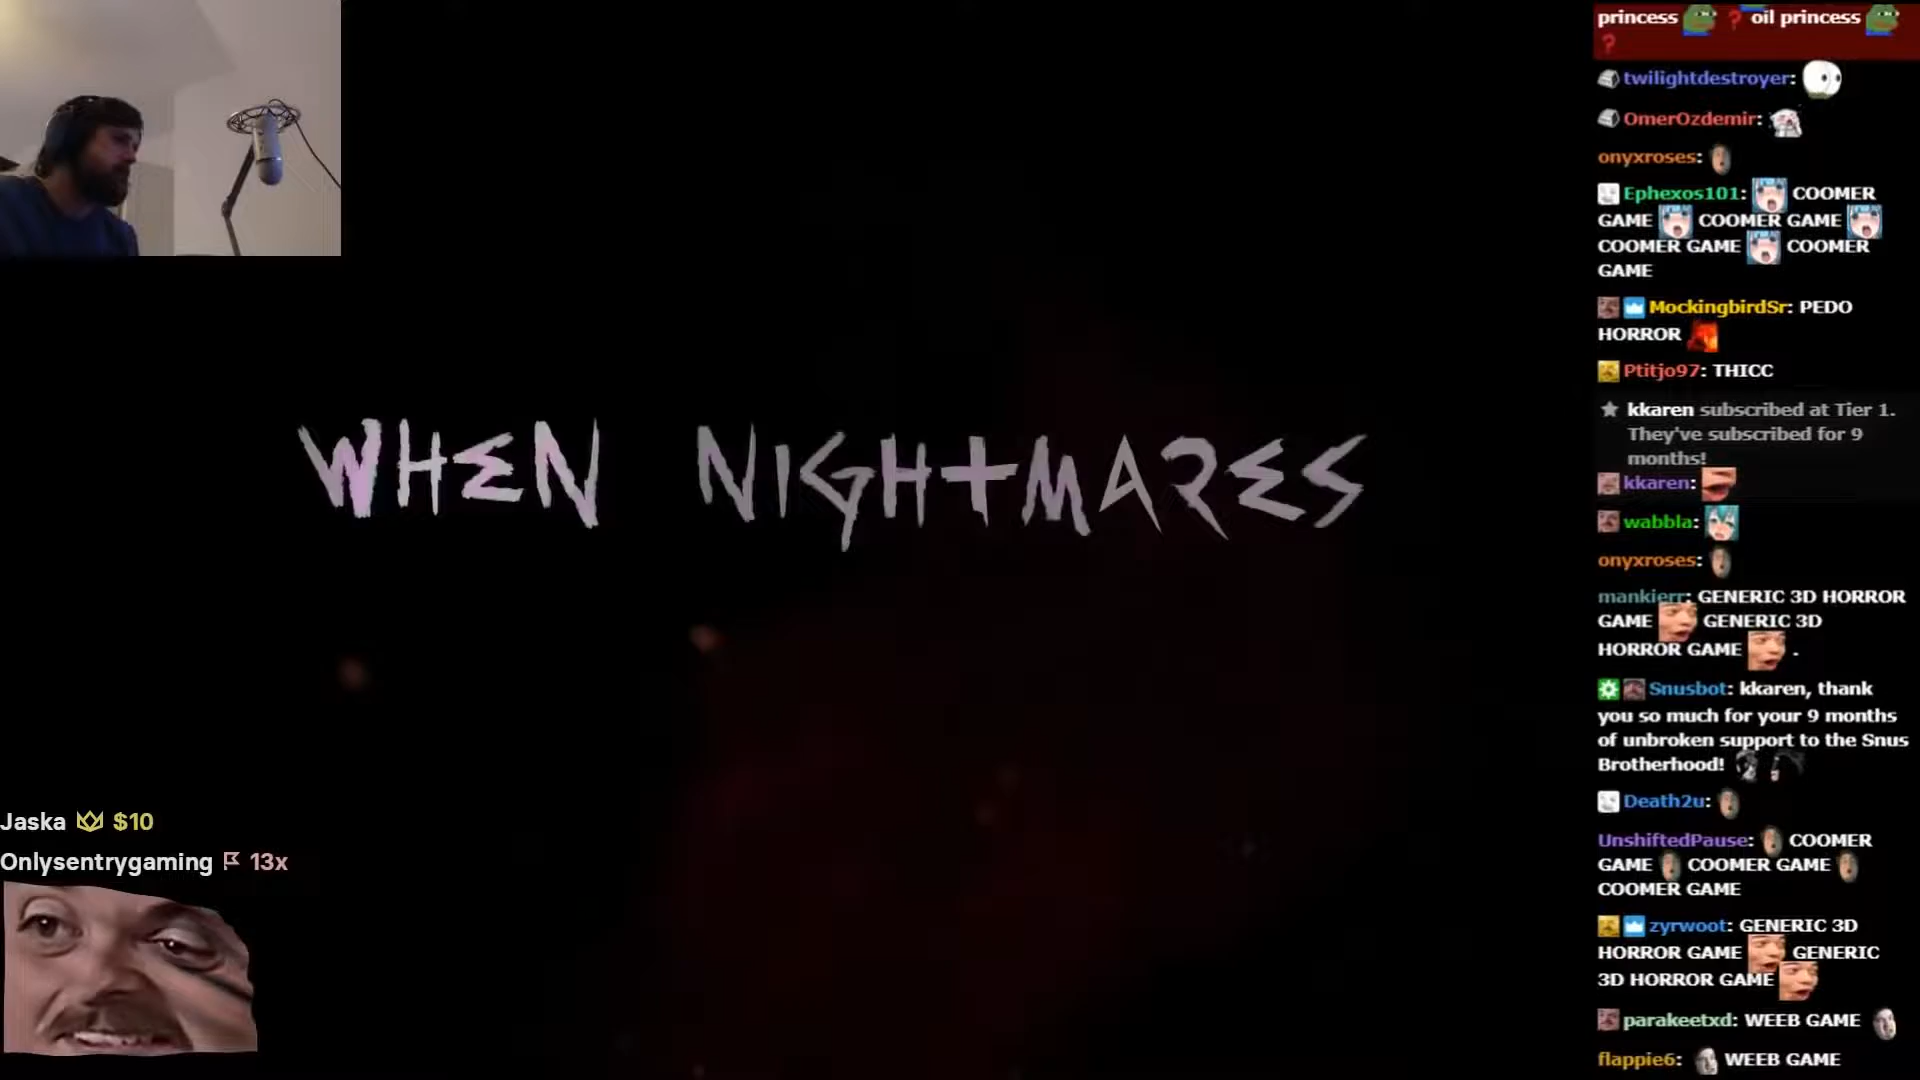 WHEN NIGHTMARES
Jaska $10
Onlysentrygaming 13x
princess ? oil princess
?
twilightdestroyer:
OmerOzdemir:
onyxroses:
Ephexos101: COOMER
GAME COOMER GAME
COOMER GAME COOMER
GAME
MockingbirdSr: PEDO
HORROR
Ptitjo97: THICC
kkaren subscribed at Tier 1.
They've subscribed for 9
months!
kkaren:
wabbla:
onyxroses:
mankierr: GENERIC 3D HORROR
GAME GENERIC 3D
HORROR GAME .
Snusbot: kkaren, thank
you so much for your 9 months
of unbroken support to the Snus
Brotherhood!
Death2u:
UnshiftedPause: COOMER
GAME COOMER GAME
COOMER GAME
zyrwoot: GENERIC 3D
HORROR GAME GENERIC
3D HORROR GAME
parakeetxd: WEEB GAME
flappie6: WEEB GAME